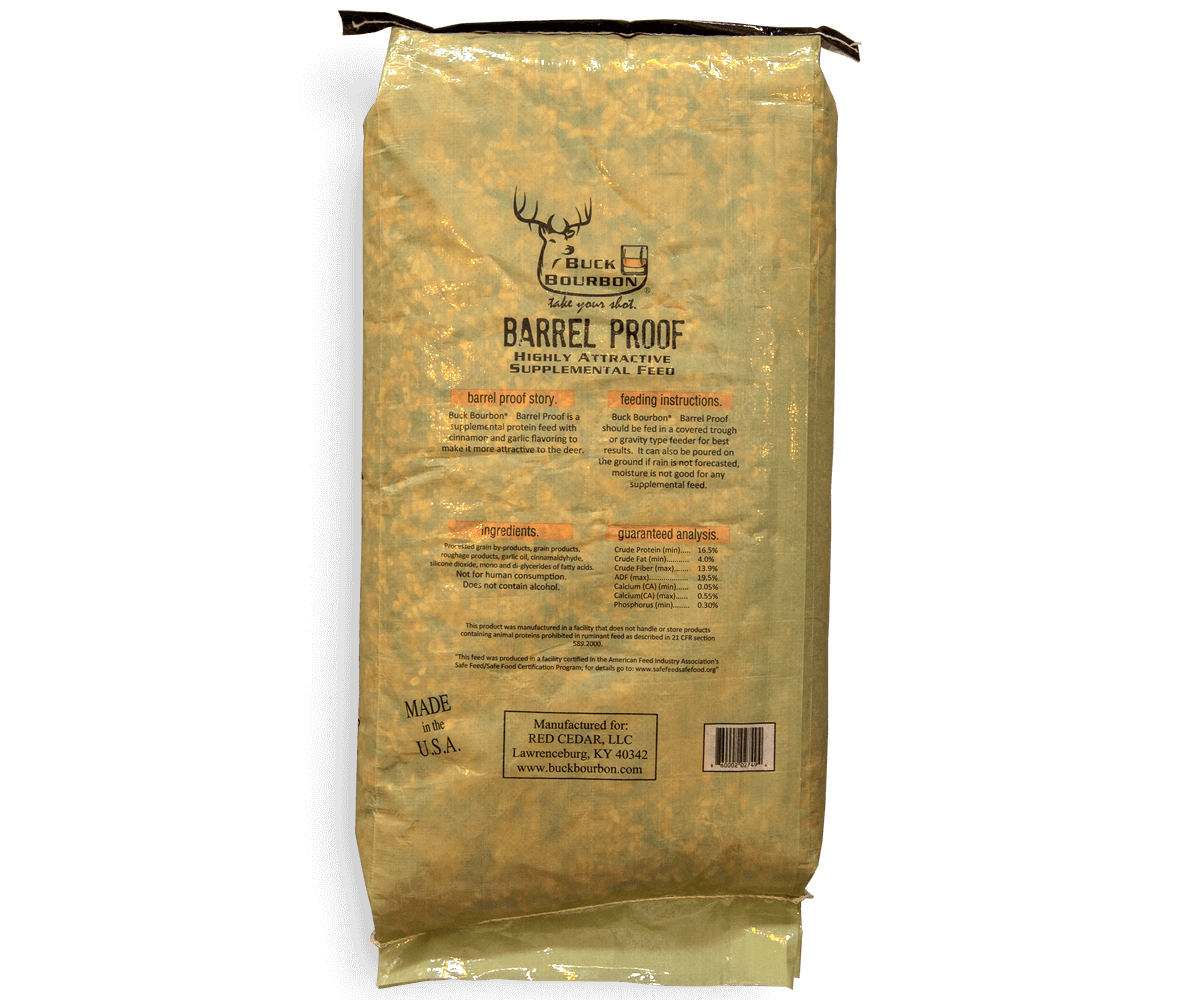 BUCK
BOURBON®
take your shot.
BARREL PROOF
HIGHLY ATTRACTIVE
SUPPLEMENTAL FEED
barrel proof story.
Buck Bourbon® Barrel Proof is a
supplemental protein feed with
cinnamon and garlic flavoring to
make it more attractive to the deer.
feeding instructions.
Buck Bourbon® Barrel Proof
should be fed in a covered trough
or gravity type feeder for best
results. It can also be poured on
the ground if rain is not forecasted,
moisture is not good for any
supplemental feed.
ingredients.
Processed grain by-products, grain products,
roughage products, garlic oil, cinnamaldyhyde,
silicone dioxide, mono and di-glycerides of fatty acids.
Not for human consumption.
Does not contain alcohol.
guaranteed analysis.
Crude Protein (min)..... 16.5%
Crude Fat (min)........... 4.0%
Crude Fiber (max)....... 13.9%
ADF (max)................... 19.5%
Calcium (CA) (min)...... 0.05%
Calcium(CA) (max)...... 0.55%
Phosphorus (min)........ 0.30%
This product was manufactured in a facility that does not handle or store products
containing animal proteins prohibited in ruminant feed as described in 21 CFR section
589.2000.
"This feed was produced in a facility certified in the American Feed Industry Association's
Safe Feed/Safe Food Certification Program; for details go to: www.safefeedsafefood.org"
MADE
in the
U.S.A.
Manufactured for:
RED CEDAR, LLC
Lawrenceburg, KY 40342
www.buckbourbon.com
60002 02749